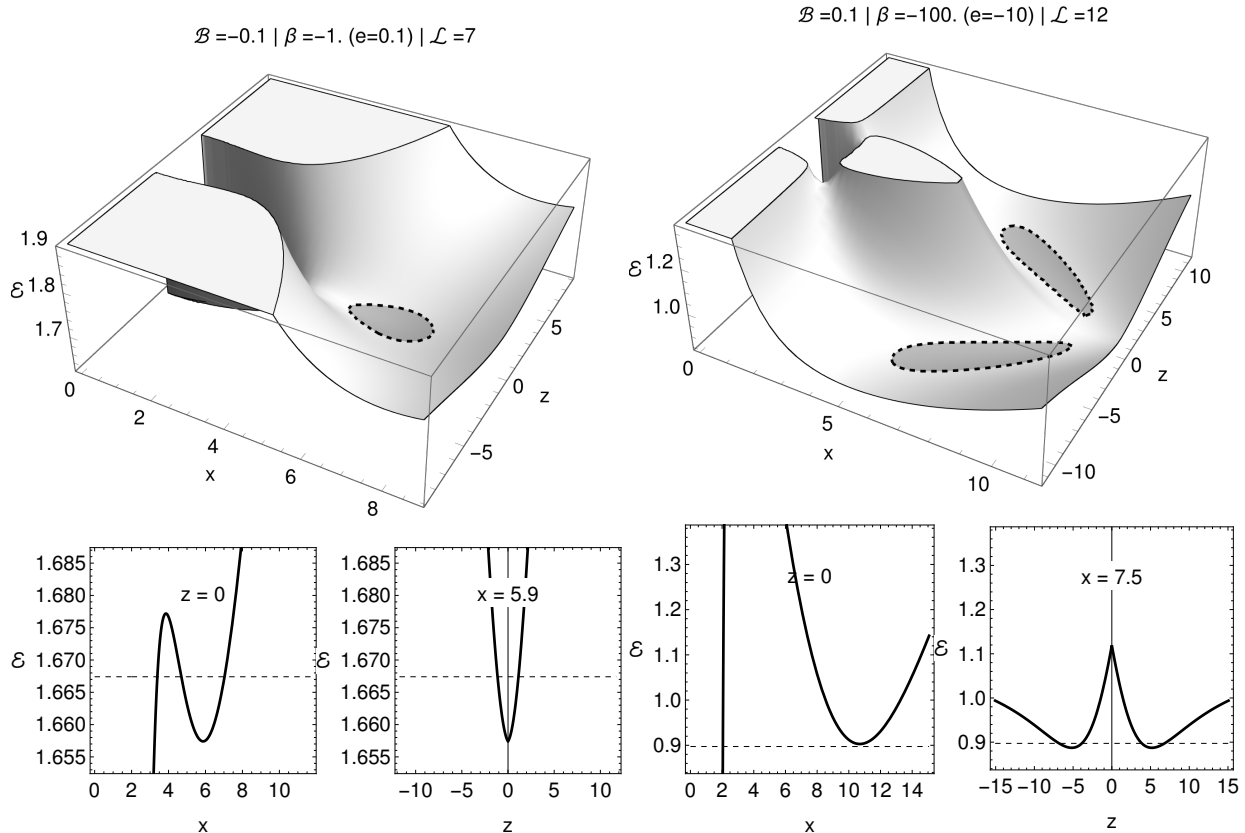 ℬ =−0.1 | β =−1. (e=0.1) | ℒ =7
1.9
1.8
1.7
ℰ
0
2
4
6
8
x
−5
0
5
z
ℬ =0.1 | β =−100. (e=−10) | ℒ =12
1.2
1.0
ℰ
0
5
10
x
−10
−5
0
5
10
z
1.685
1.680
1.675
1.670
1.665
1.660
1.655
ℰ
z = 0
0 2 4 6 8 10
x
1.685
1.680
1.675
1.670
1.665
1.660
1.655
ℰ
x = 5.9
−10 −5 0 5 10
z
1.3
1.2
1.1
1.0
0.9
ℰ
z = 0
0 2 4 6 8 10 12 14
x
1.3
1.2
1.1
1.0
0.9
ℰ
x = 7.5
−15 −10 −5 0 5 10 15
z